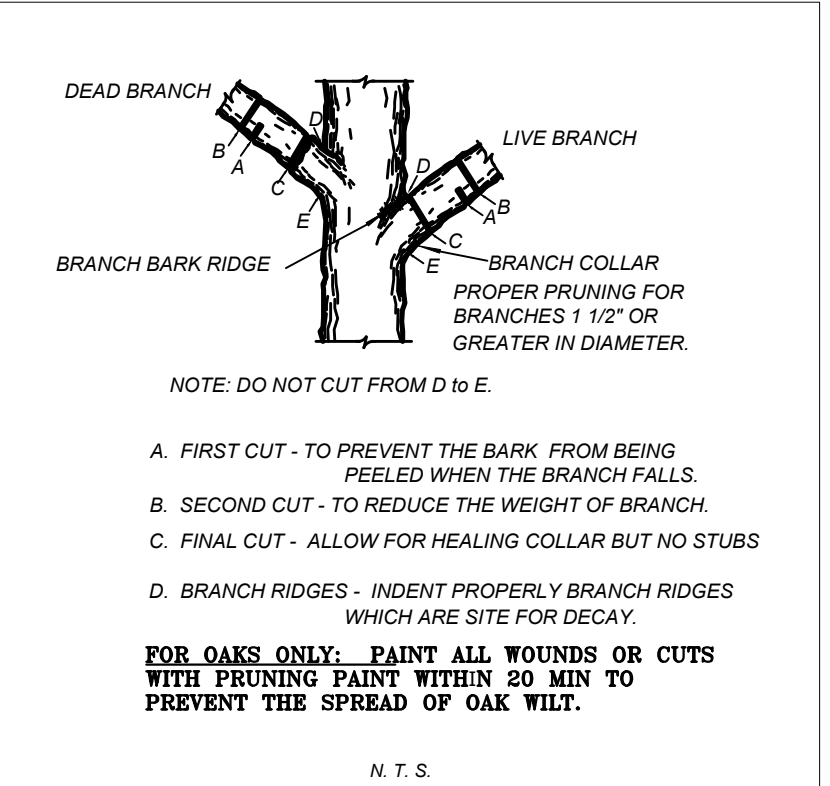 DEAD BRANCH
D
B
A
C
E
LIVE BRANCH
D
B
A
C
E
BRANCH BARK RIDGE
BRANCH COLLAR
PROPER PRUNING FOR
BRANCHES 1 1/2" OR
GREATER IN DIAMETER.
NOTE: DO NOT CUT FROM D to E.
A. FIRST CUT - TO PREVENT THE BARK FROM BEING
PEELED WHEN THE BRANCH FALLS.
B. SECOND CUT - TO REDUCE THE WEIGHT OF BRANCH.
C. FINAL CUT - ALLOW FOR HEALING COLLAR BUT NO STUBS
D. BRANCH RIDGES - INDENT PROPERLY BRANCH RIDGES
WHICH ARE SITE FOR DECAY.
FOR OAKS ONLY: PAINT ALL WOUNDS OR CUTS
WITH PRUNING PAINT WITHIN 20 MIN TO
PREVENT THE SPREAD OF OAK WILT.
N. T. S.